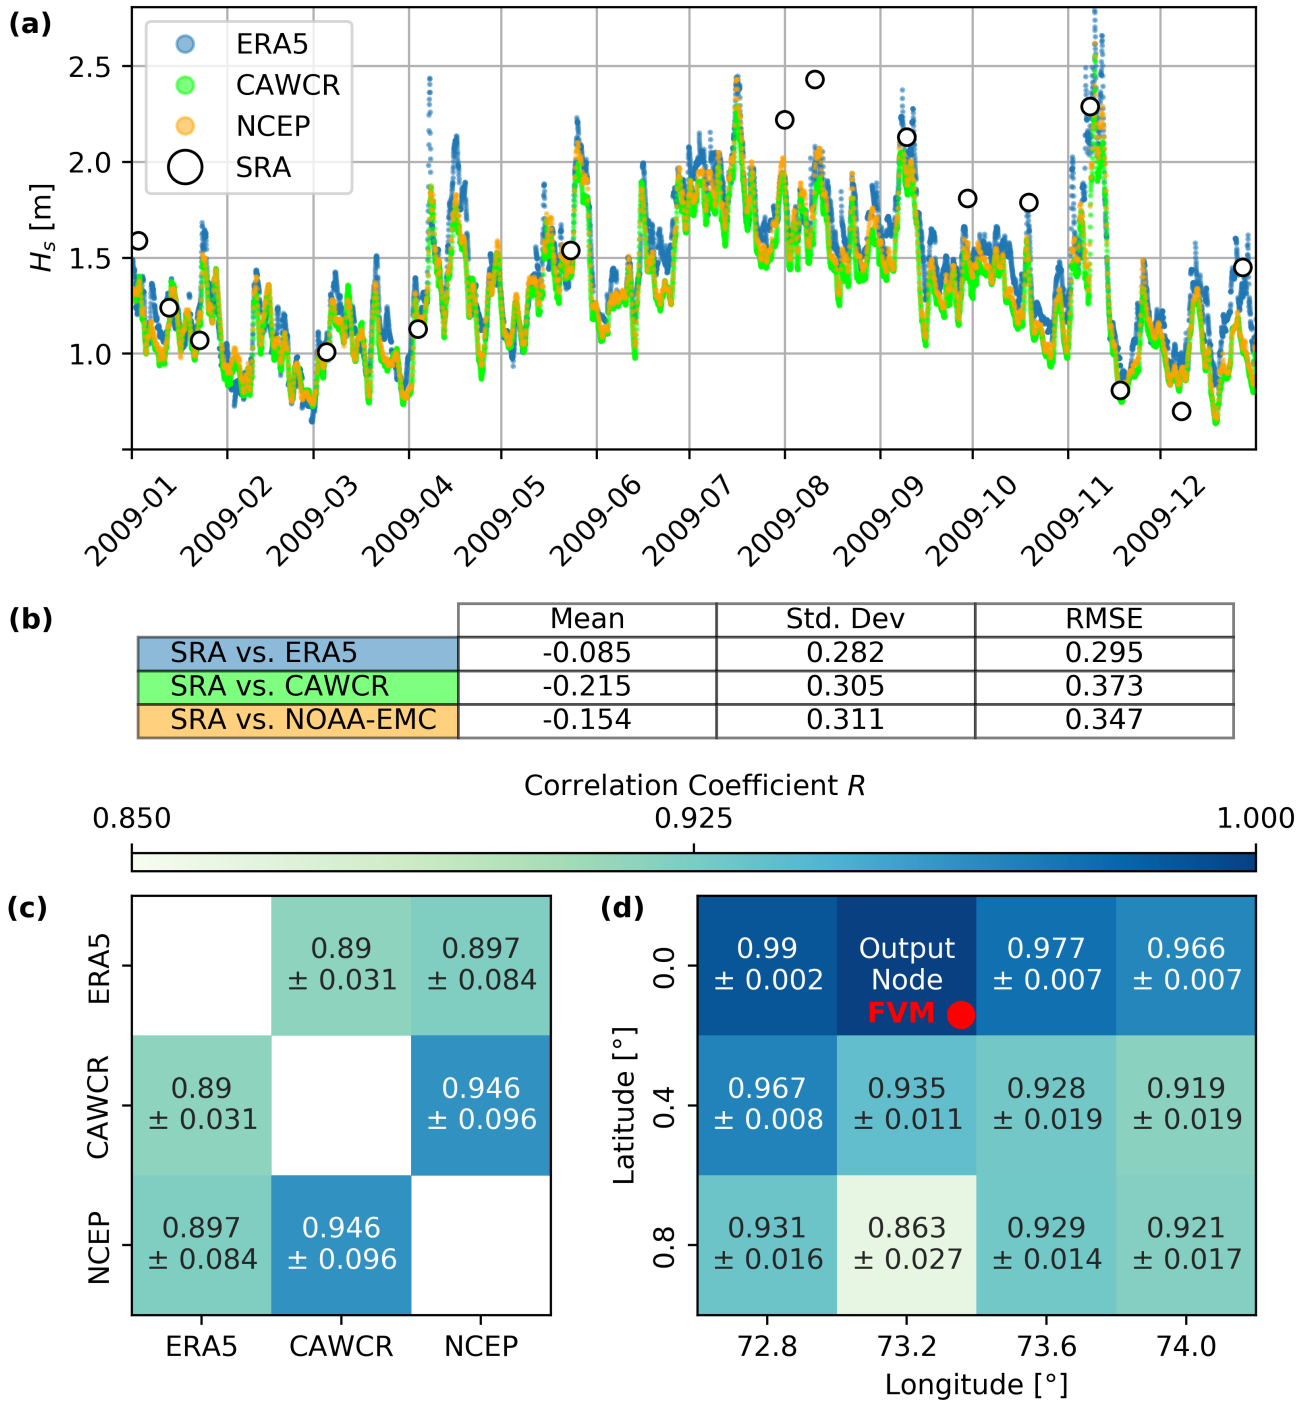 (a)
ERA5
CAWCR
NCEP
SRA
2.5
2.0
1.5
1.0
Hs [m]
2009-01
2009-02
2009-03
2009-04
2009-05
2009-06
2009-07
2009-08
2009-09
2009-10
2009-11
2009-12
(b)
Mean Std. Dev RMSE
SRA vs. ERA5 -0.085 0.282 0.295
SRA vs. CAWCR -0.215 0.305 0.373
SRA vs. NOAA-EMC -0.154 0.311 0.347
Correlation Coefficient R
0.850 0.925 1.000
(c)
ERA5
0.89
± 0.031
0.897
± 0.084
CAWCR
0.89
± 0.031
0.946
± 0.096
NCEP
0.897
± 0.084
0.946
± 0.096
ERA5 CAWCR NCEP
(d)
Latitude [°]
0.0
0.99
± 0.002
Output
Node
FVM
0.977
± 0.007
0.966
± 0.007
0.4
0.967
± 0.008
0.935
± 0.011
0.928
± 0.019
0.919
± 0.019
0.8
0.931
± 0.016
0.863
± 0.027
0.929
± 0.014
0.921
± 0.017
72.8 73.2 73.6 74.0
Longitude [°]